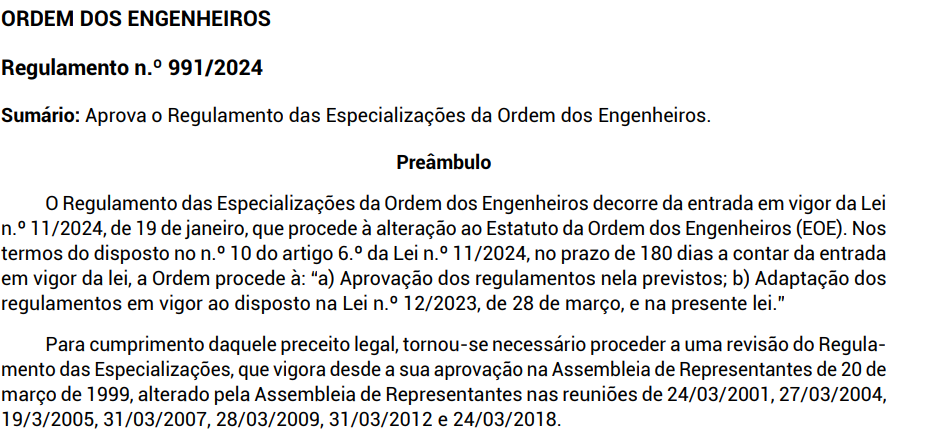 ORDEM DOS ENGENHEIROS
Regulamento n.º 991/2024
Sumário: Aprova o Regulamento das Especializações da Ordem dos Engenheiros.
Preâmbulo
O Regulamento das Especializações da Ordem dos Engenheiros decorre da entrada em vigor da Lei
n.º 11/2024, de 19 de janeiro, que procede à alteração ao Estatuto da Ordem dos Engenheiros (EOE). Nos
termos do disposto no n.º 10 do artigo 6.º da Lei n.º 11/2024, no prazo de 180 dias a contar da entrada
em vigor da lei, a Ordem procede à: “a) Aprovação dos regulamentos nela previstos; b) Adaptação dos
regulamentos em vigor ao disposto na Lei n.º 12/2023, de 28 de março, e na presente lei.”
Para cumprimento daquele preceito legal, tornou-se necessário proceder a uma revisão do Regula-
mento das Especializações, que vigora desde a sua aprovação na Assembleia de Representantes de 20 de
março de 1999, alterado pela Assembleia de Representantes nas reuniões de 24/03/2001, 27/03/2004,
19/3/2005, 31/03/2007, 28/03/2009, 31/03/2012 e 24/03/2018.